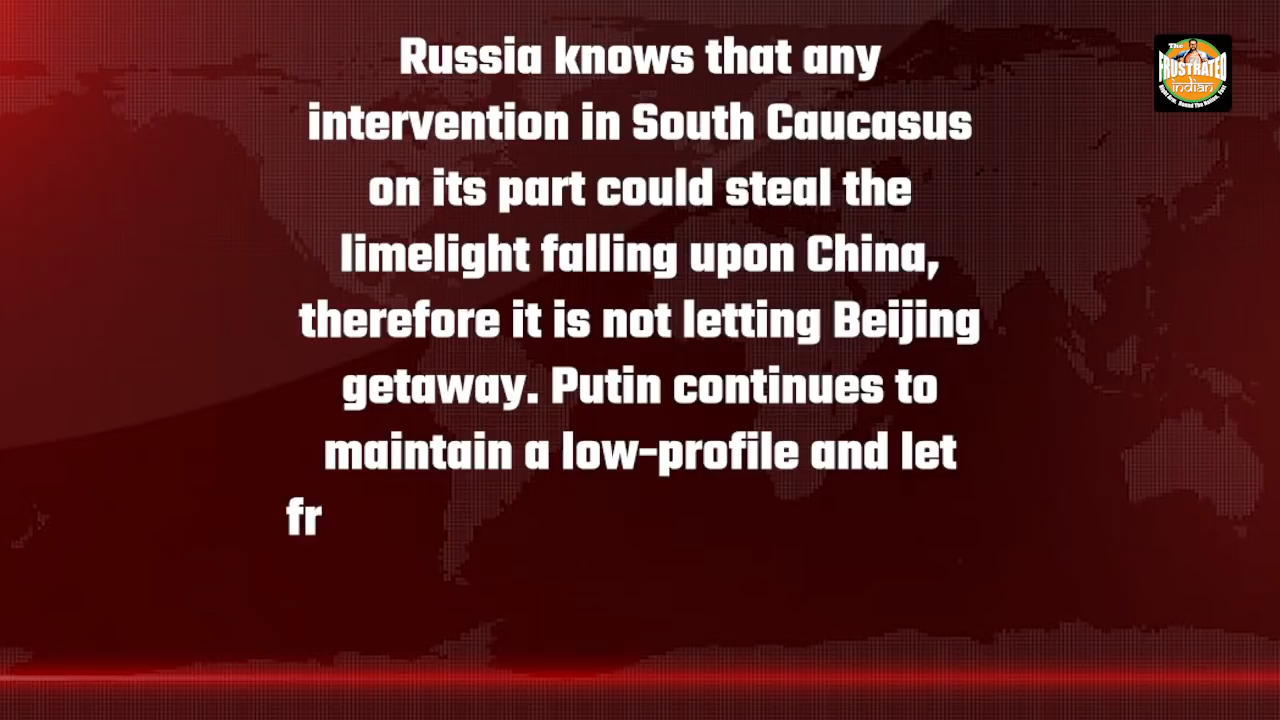 Russia knows that any
intervention in South Caucasus
on its part could steal the
limelight falling upon China,
therefore it is not letting Beijing
getaway. Putin continues to
maintain a low-profile and let
fr
The
FRUSTRATED
indian